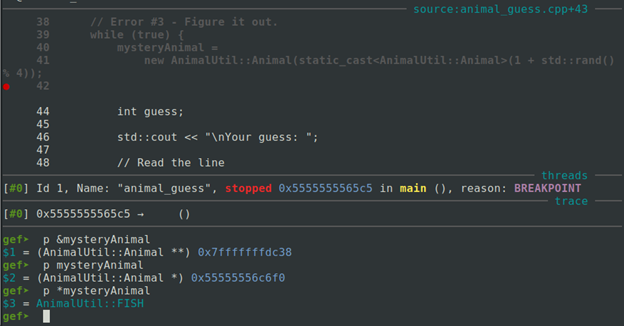 source:animal_guess.cpp+43
38 // Error #3 - Figure it out.
39 while (true) {
40 mysteryAnimal =
41 new AnimalUtil::Animal(static_cast<AnimalUtil::Animal>(1 + std::rand()
% 4));
42
44 int guess;
45
46 std::cout << "\nYour guess: ";
47
48 // Read the line
threads
[#0] Id 1, Name: "animal_guess", stopped 0x5555555565c5 in main (), reason: BREAKPOINT
trace
[#0] 0x5555555565c5 → ()
gef➤ p &mysteryAnimal
$1 = (AnimalUtil::Animal **) 0x7fffffffdc38
gef➤ p mysteryAnimal
$2 = (AnimalUtil::Animal *) 0x55555556c6f0
gef➤ p *mysteryAnimal
$3 = AnimalUtil::FISH
gef➤